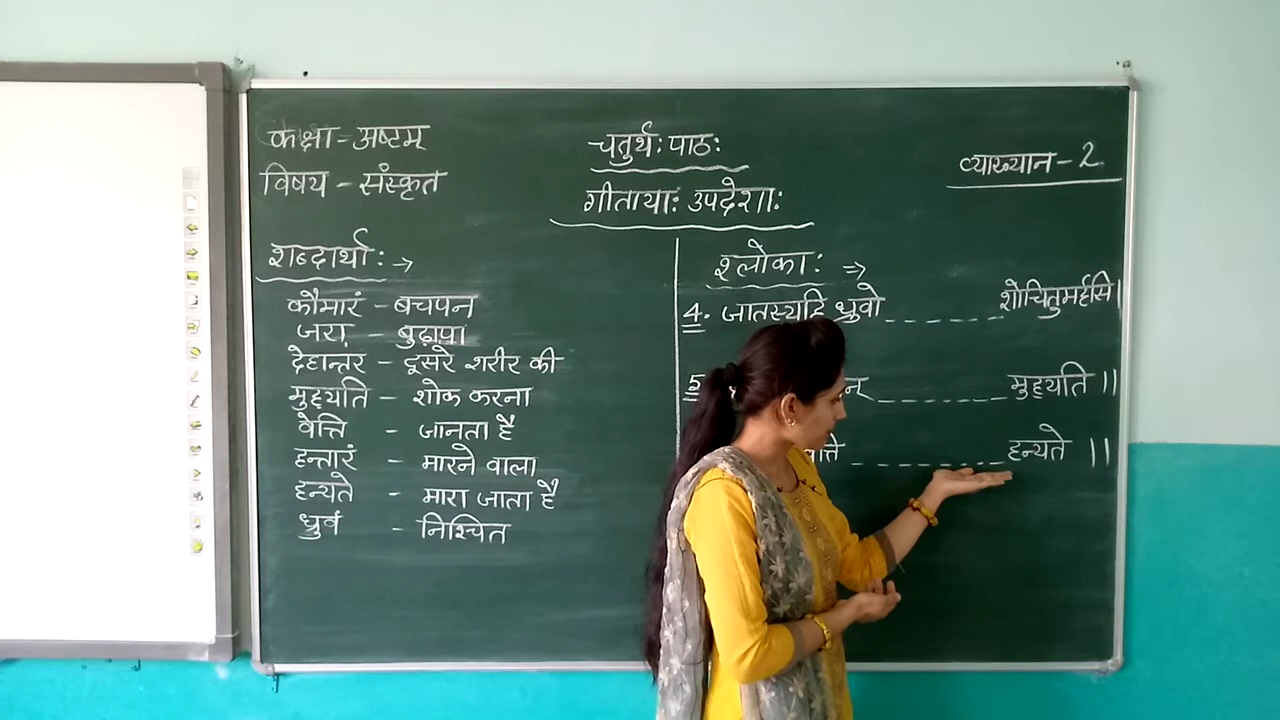 कक्षा - अष्टम्
विषय - संस्कृत
चतुर्थः पाठः
गीतायाः उपदेशाः
व्याख्यान - 2.
शब्दार्थाः →
कौमारं - बचपन
जरा - बुढ़ापा
देहान्तर - दूसरे शरीर की
मुह्यति - शोक करना
वेत्ति - जानता है
हन्तारं - मारने वाला
हन्यते - मारा जाता है
ध्रुवं - निश्चित
श्लोकाः ⇒
4. जातस्यहि ध्रुवो ------ शोचितुमर्हसि।
5 ------ मुह्यति ॥
------ हन्यते ॥